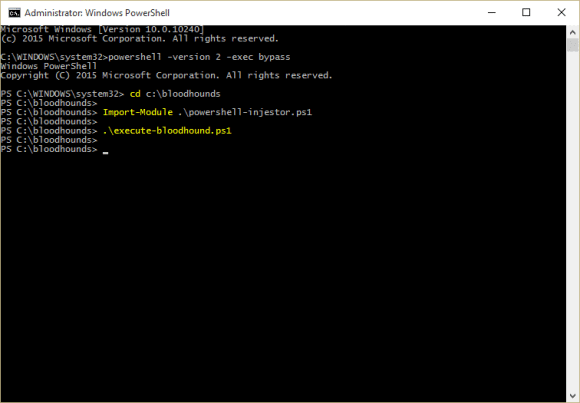 Administrator: Windows PowerShell
Microsoft Windows [Version 10.0.10240]
(c) 2015 Microsoft Corporation. All rights reserved.
C:\WINDOWS\system32>powershell -version 2 -exec bypass
Windows PowerShell
Copyright (C) 2015 Microsoft Corporation. All rights reserved.
PS C:\WINDOWS\system32> cd c:\bloodhounds
PS C:\bloodhounds>
PS C:\bloodhounds> Import-Module .\powershell-injestor.ps1
PS C:\bloodhounds>
PS C:\bloodhounds> .\execute-bloodhound.ps1
PS C:\bloodhounds>
PS C:\bloodhounds> _